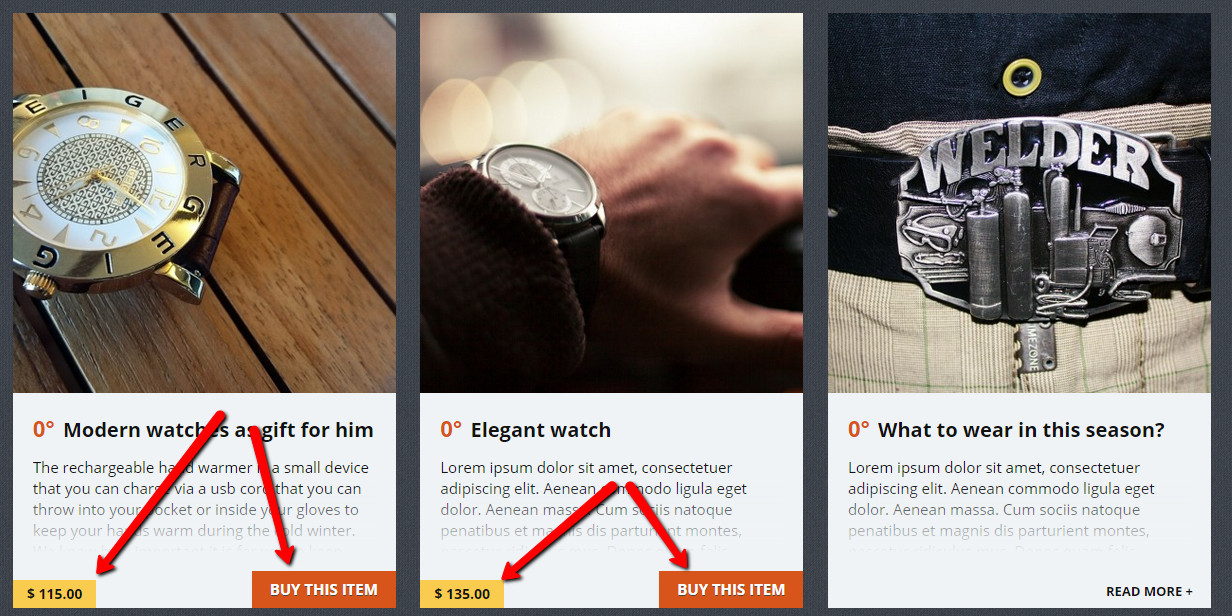 GEIGER
WELDER
TIMEZONE
0° Modern watches as gift for him
The rechargeable hand warmer is a small device
that you can charge via a usb cord that you can
throw into your pocket or inside your gloves to
keep your hands warm during the cold winter.
$ 115.00
BUY THIS ITEM
0° Elegant watch
Lorem ipsum dolor sit amet, consectetuer
adipiscing elit. Aenean commodo ligula eget
dolor. Aenean massa. Cum sociis natoque
penatibus et magnis dis parturient montes,
$ 135.00
BUY THIS ITEM
0° What to wear in this season?
Lorem ipsum dolor sit amet, consectetuer
adipiscing elit. Aenean commodo ligula eget
dolor. Aenean massa. Cum sociis natoque
penatibus et magnis dis parturient montes,
READ MORE +